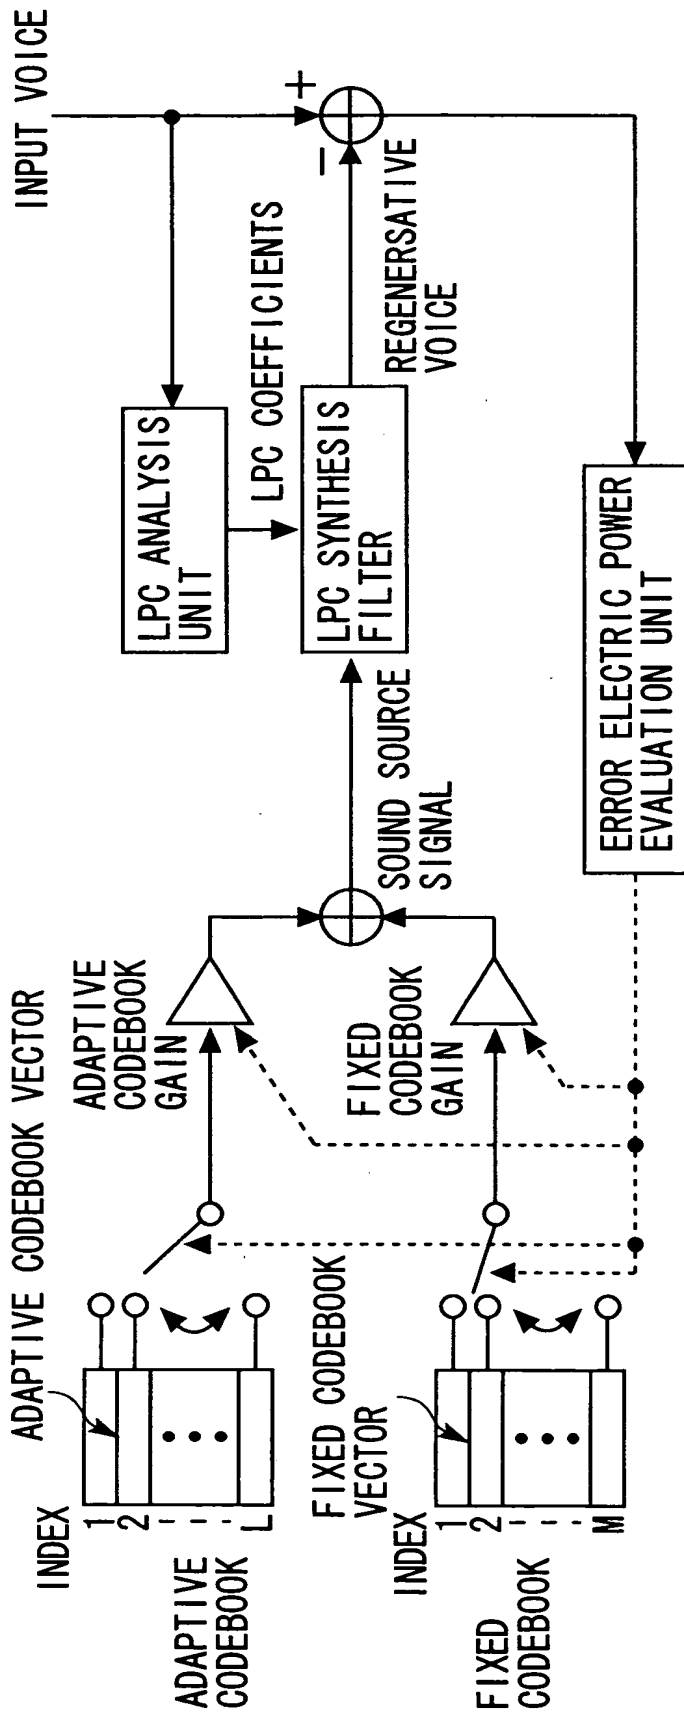 INPUT VOICE
LPC ANALYSIS
UNIT
LPC COEFFICIENTS
LPC SYNTHESIS
FILTER
+
−
REGENERSATIVE
VOICE
ERROR ELECTRIC POWER
EVALUATION UNIT
SOUND SOURCE
SIGNAL
ADAPTIVE CODEBOOK VECTOR
ADAPTIVE
CODEBOOK
GAIN
INDEX
1
2
L
ADAPTIVE
CODEBOOK
FIXED
CODEBOOK
GAIN
FIXED CODEBOOK
VECTOR
INDEX
1
2
M
FIXED
CODEBOOK